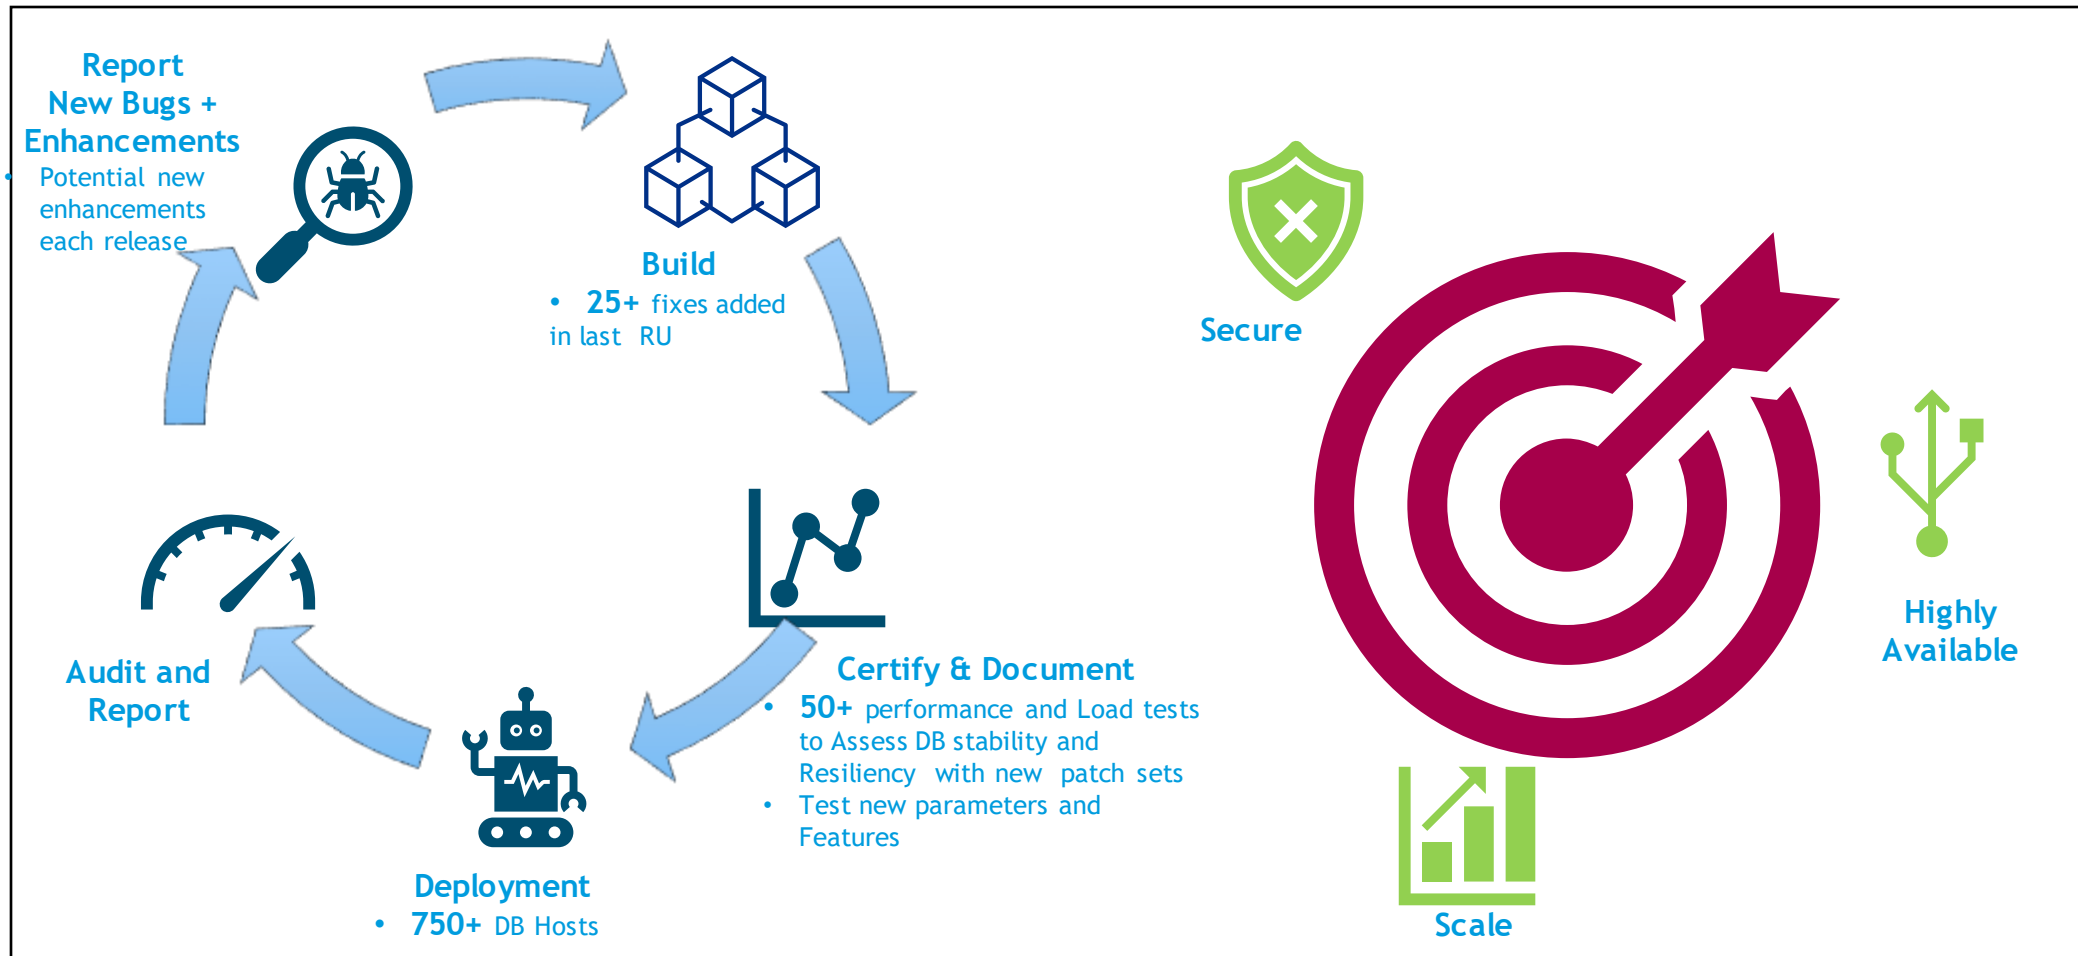 Report
New Bugs +
Enhancements
• Potential new
enhancements
each release
Build
• 25+ fixes added
in last RU
Certify & Document
• 50+ performance and Load tests
to Assess DB stability and
Resiliency with new patch sets
• Test new parameters and
Features
Deployment
• 750+ DB Hosts
Audit and
Report
Secure
Highly
Available
Scale